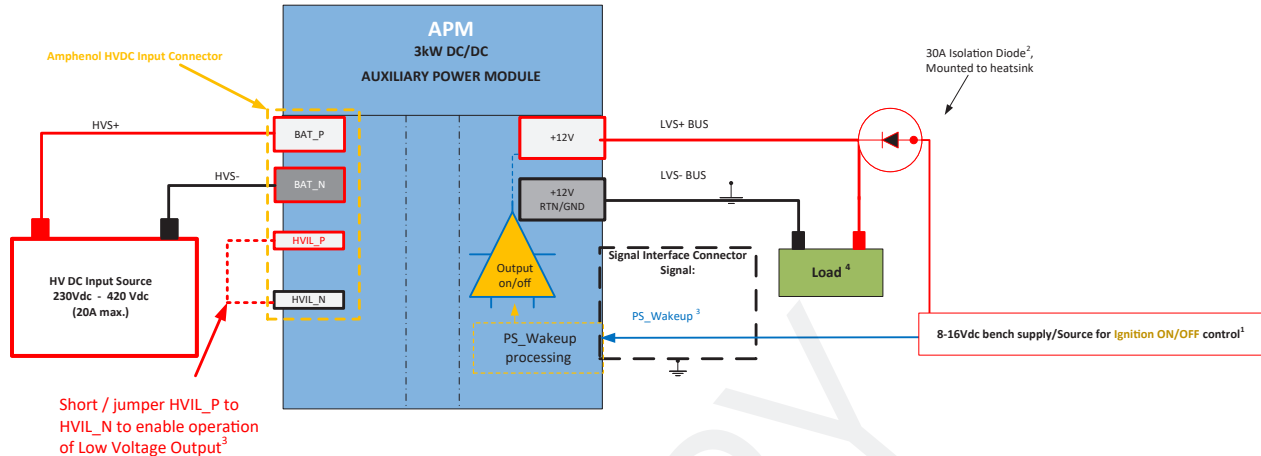 APM
3kW DC/DC
AUXILIARY POWER MODULE
Amphenol HVDC Input Connector
30A Isolation Diode²,
Mounted to heatsink
HVS+
BAT_P
+12V
LVS+ BUS
HVS-
BAT_N
+12V
RTN/GND
LVS- BUS
HVIL_P
HVIL_N
HV DC Input Source
230Vdc - 420 Vdc
(20A max.)
Output
on/off
Signal Interface Connector
Signal:
Load ⁴
PS_Wakeup ³
PS_Wakeup
processing
8-16Vdc bench supply/Source for Ignition ON/OFF control¹
Short / jumper HVIL_P to
HVIL_N to enable operation
of Low Voltage Output³